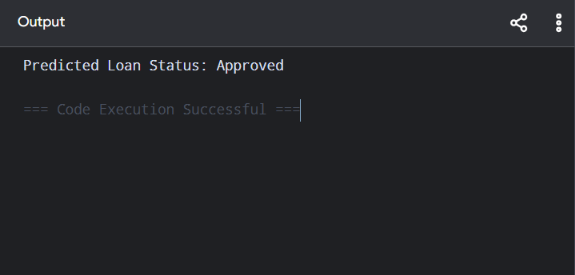 Output
Predicted Loan Status: Approved
=== Code Execution Successful ===